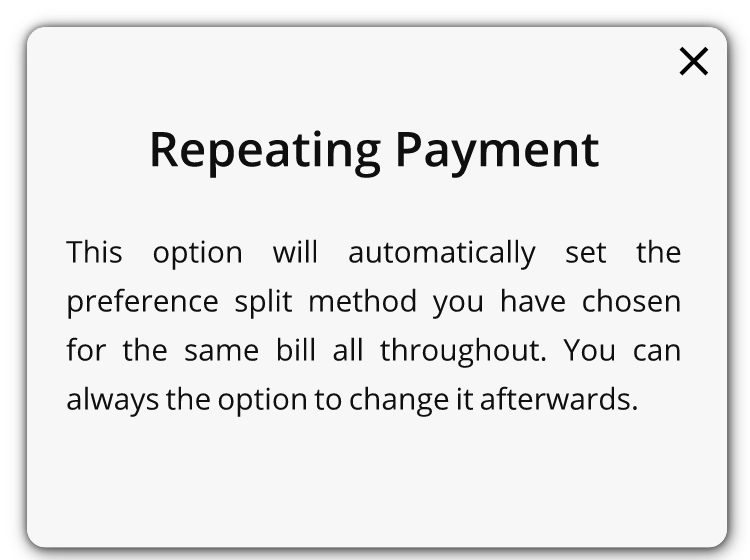 Repeating Payment
This option will automatically set the
preference split method you have chosen
for the same bill all throughout. You can
always the option to change it afterwards.